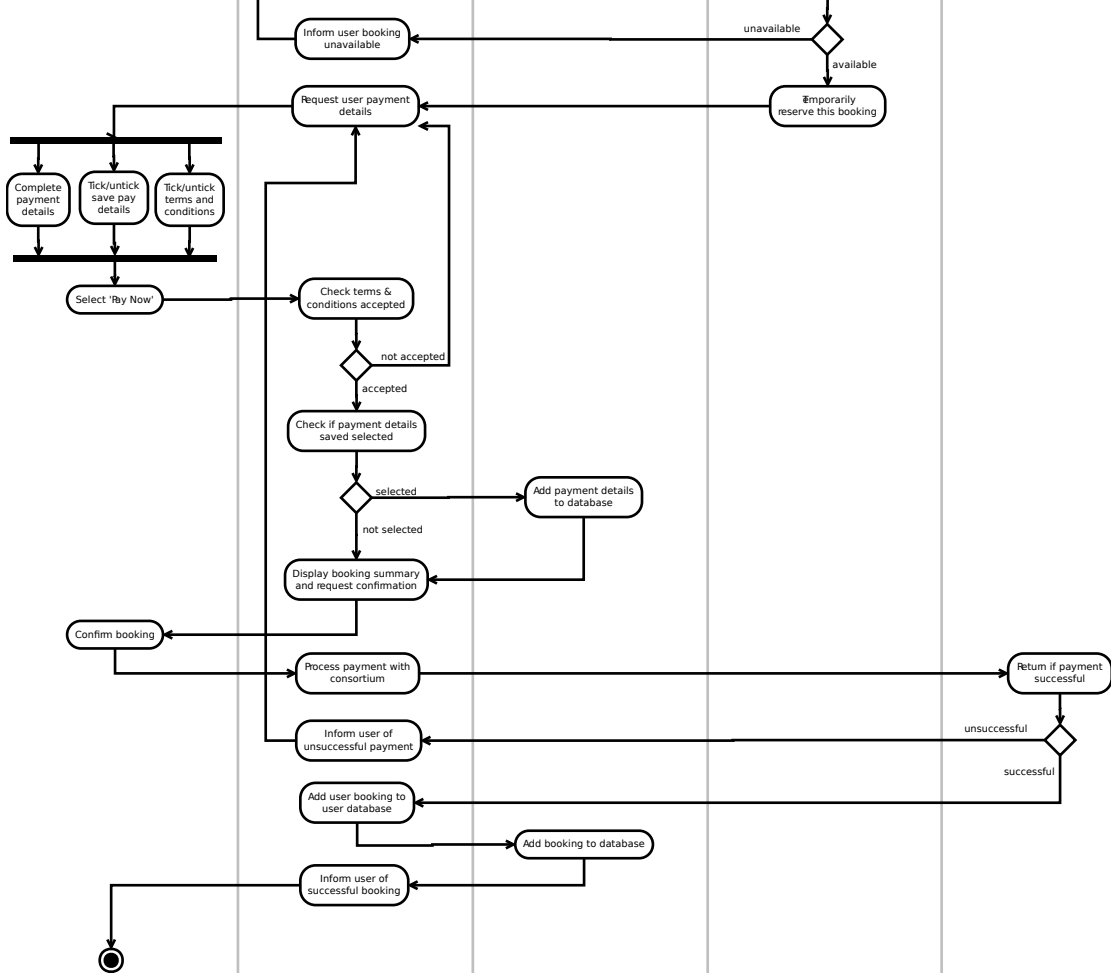 unavailable
Inform user booking
unavailable
available
Request user payment
details
Temporarily
reserve this booking
Complete
payment
details
Tick/untick
save pay
details
Tick/untick
terms and
conditions
Select 'Pay Now'
Check terms &
conditions accepted
not accepted
accepted
Check if payment details
saved selected
selected
Add payment details
to database
not selected
Display booking summary
and request confirmation
Confirm booking
Process payment with
consortium
Return if payment
successful
unsuccessful
Inform user of
unsuccessful payment
successful
Add user booking to
user database
Add booking to database
Inform user of
successful booking